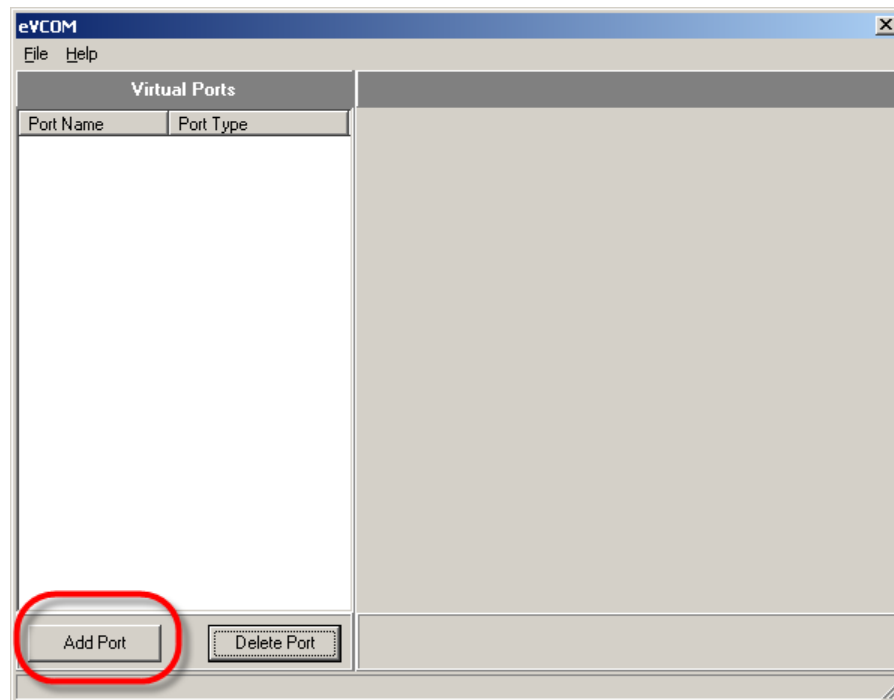 eVCOM
File Help
Virtual Ports
Port Name Port Type
Add Port Delete Port